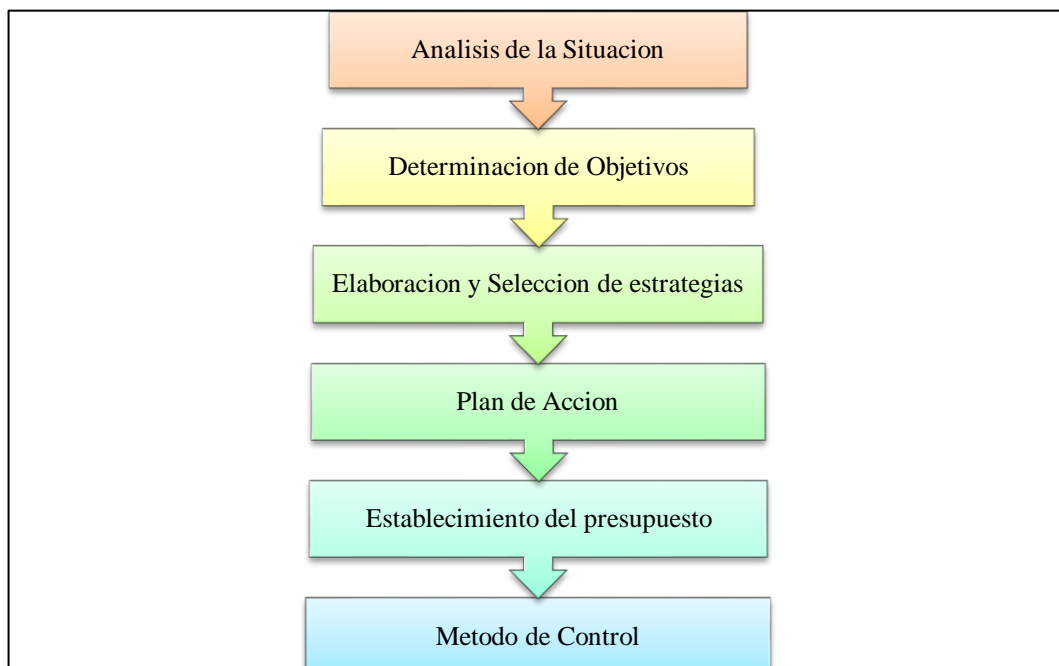 Analisis de la Situacion
Determinacion de Objetivos
Elaboracion y Seleccion de estrategias
Plan de Accion
Establecimiento del presupuesto
Metodo de Control